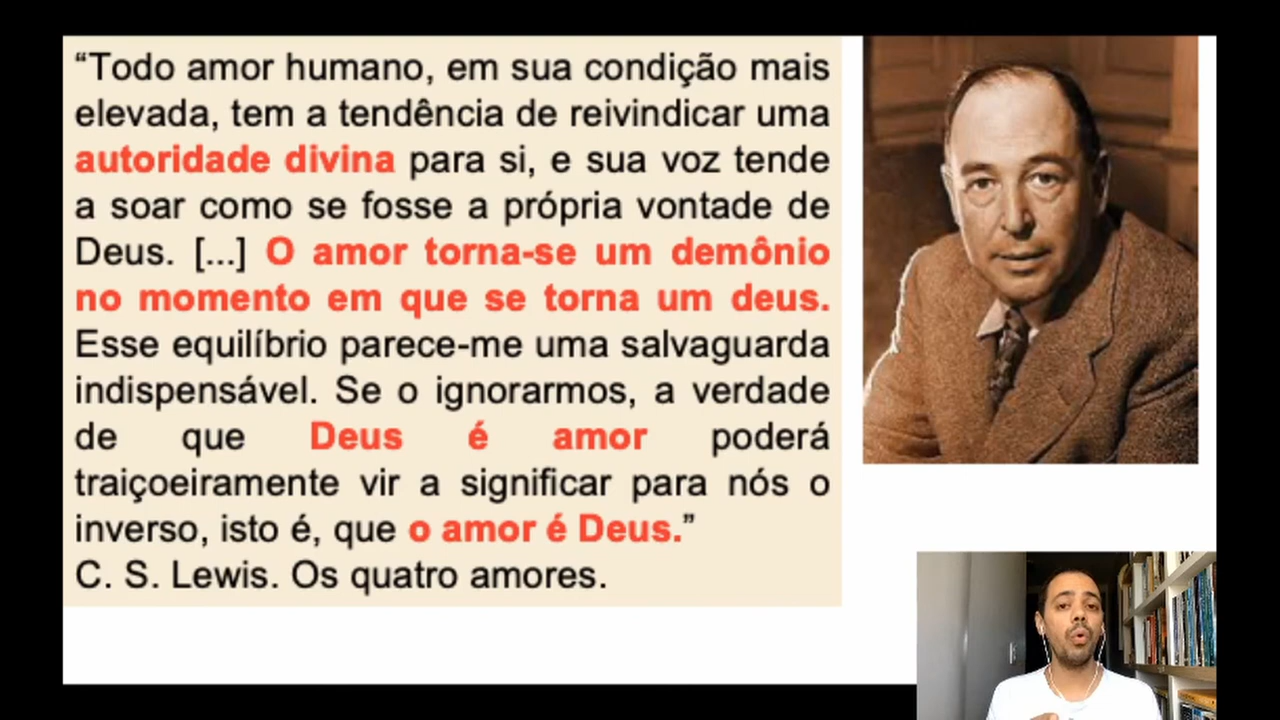 “Todo amor humano, em sua condição mais
elevada, tem a tendência de reivindicar uma
autoridade divina para si, e sua voz tende
a soar como se fosse a própria vontade de
Deus. [...] O amor torna-se um demônio
no momento em que se torna um deus.
Esse equilíbrio parece-me uma salvaguarda
indispensável. Se o ignorarmos, a verdade
de que Deus é amor poderá
traiçoeiramente vir a significar para nós o
inverso, isto é, que o amor é Deus.”
C. S. Lewis. Os quatro amores.